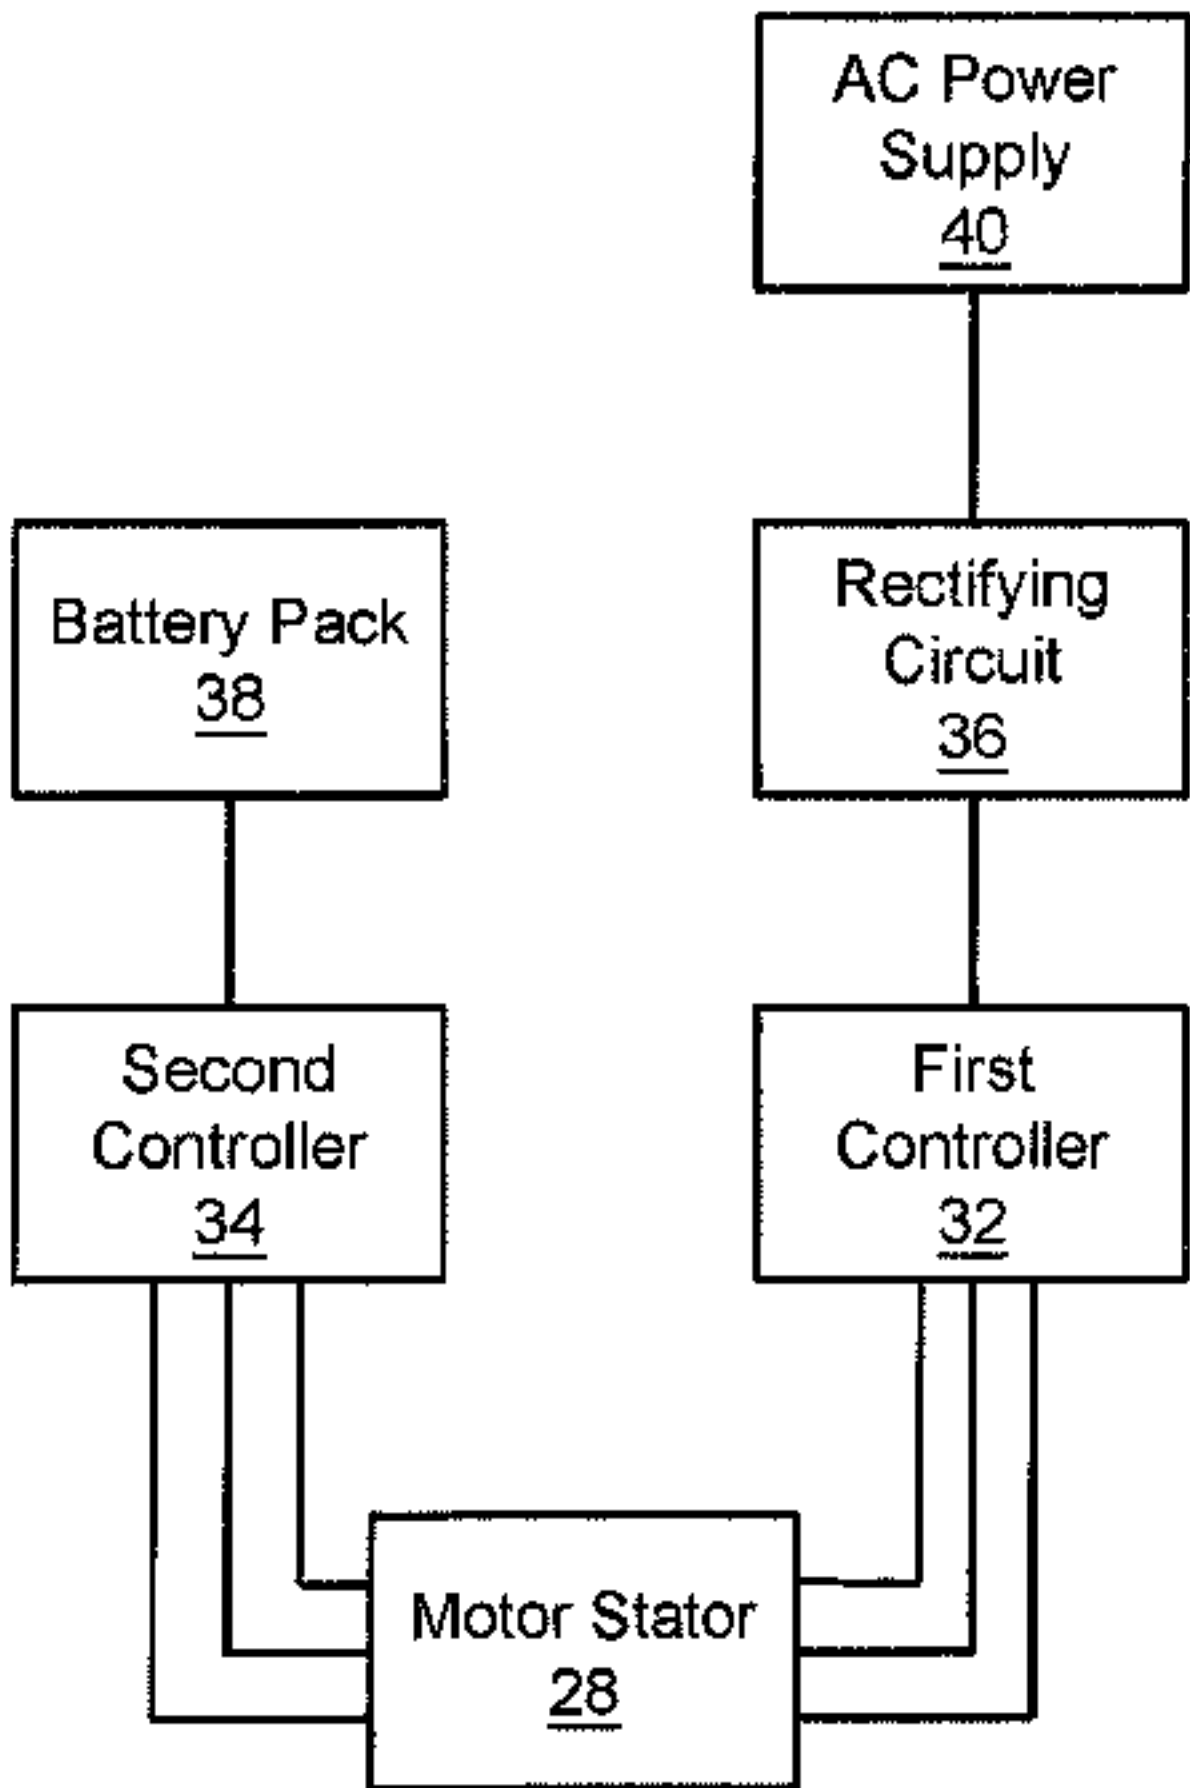 AC Power
Supply
40
Battery Pack
38
Rectifying
Circuit
36
Second
Controller
34
First
Controller
32
Motor Stator
28